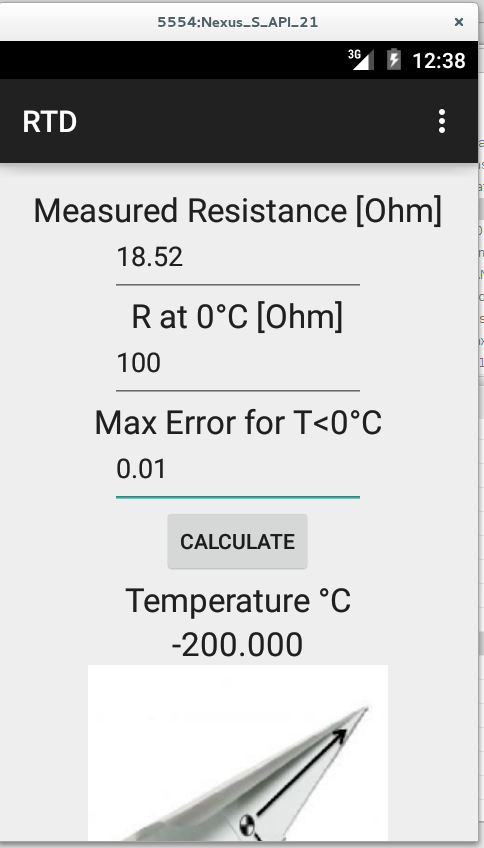 5554:Nexus_S_API_21
3G 12:38
RTD
Measured Resistance [Ohm]
18.52
R at 0°C [Ohm]
100
Max Error for T<0°C
0.01
CALCULATE
Temperature °C
-200.000